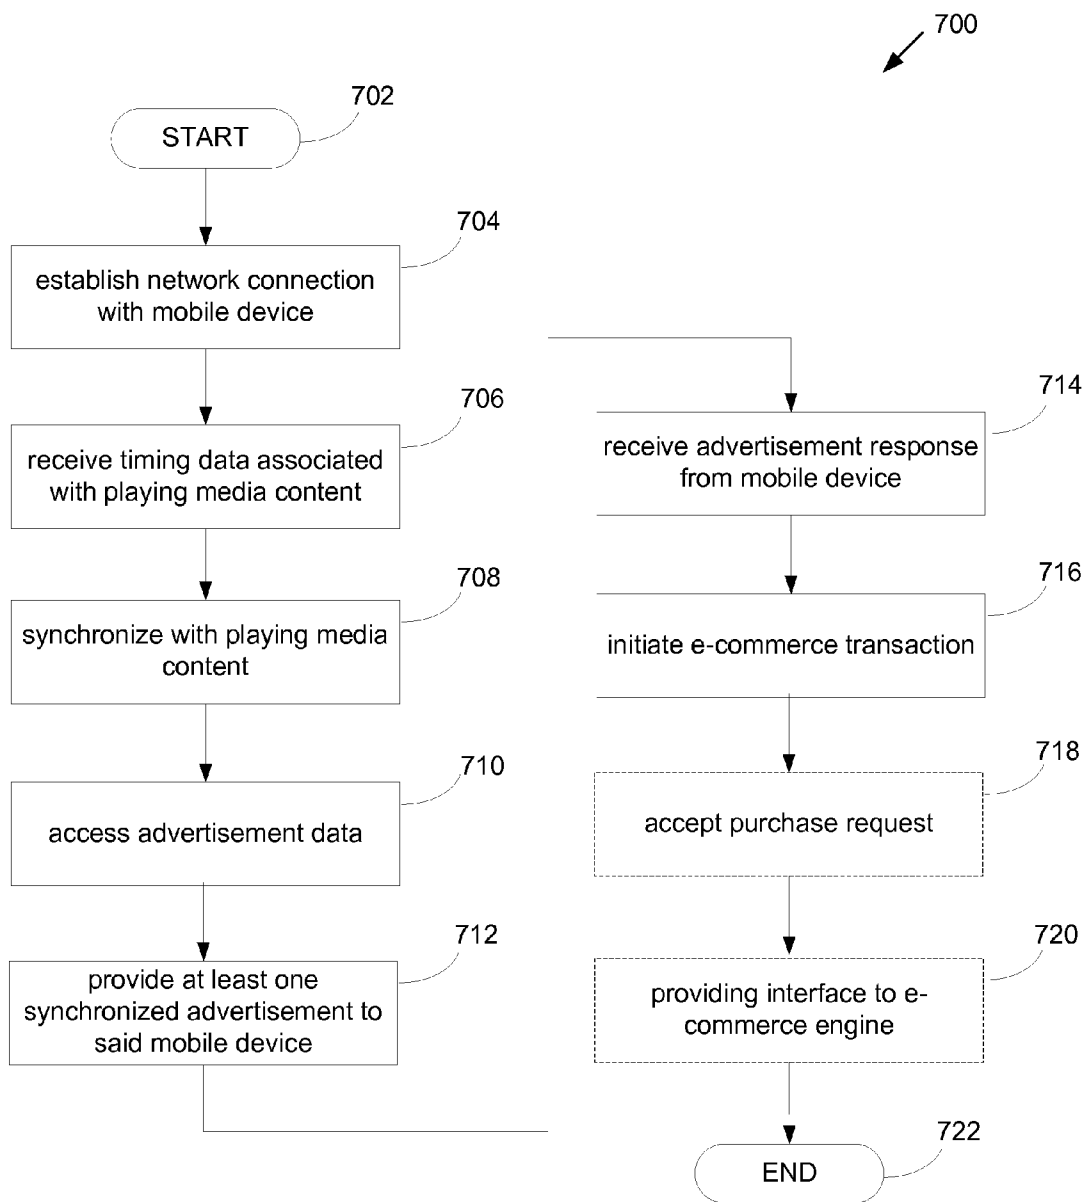 700
702
START
704
establish network connection
with mobile device
706
receive timing data associated
with playing media content
708
synchronize with playing media
content
710
access advertisement data
712
provide at least one
synchronized advertisement to
said mobile device
714
receive advertisement response
from mobile device
716
initiate e-commerce transaction
718
accept purchase request
720
providing interface to e-
commerce engine
722
END